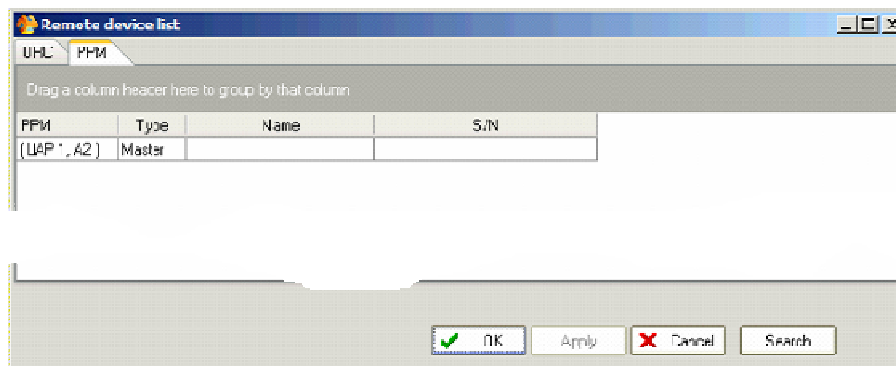 Remote device list
URC PPM
Drag a column header here to group by that column
PPM Type Name S/N
Master
OK Apply Cancel Search